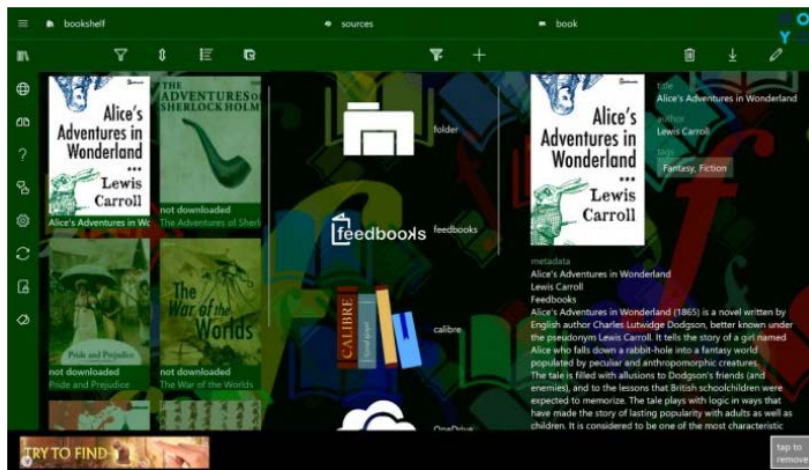 bookshelf
sources
book
Alice's
Adventures in
Wonderland
Lewis
Carroll
Alice's Adventures in Wo
THE
ADVENTURES OF
SHERLOCK HOLM
not downloaded
The Adventures of Sherl
Pride and Prejudice
not downloaded
Pride and Prejudice
The
War of the
Worlds
not downloaded
The War of the Worlds
folder
feedbooks
feedbooks
CALIBRE
calibre
OneDrive
Alice's
Adventures in
Wonderland
Lewis
Carroll
title
Alice's Adventures in Wonderland
author
Lewis Carroll
tags
Fantasy, Fiction
metadata
Alice's Adventures in Wonderland
Lewis Carroll
Feedbooks
Alice's Adventures in Wonderland (1865) is a novel written by
English author Charles Lutwidge Dodgson, better known under
the pseudonym Lewis Carroll. It tells the story of a girl named
Alice who falls down a rabbit-hole into a fantasy world
populated by peculiar and anthropomorphic creatures.
The tale is filled with allusions to Dodgson's friends (and
enemies), and to the lessons that British schoolchildren were
expected to memorize. The tale plays with logic in ways that
have made the story of lasting popularity with adults as well as
children. It is considered to be one of the most characteristic
TRY TO FIND
tap to
remove